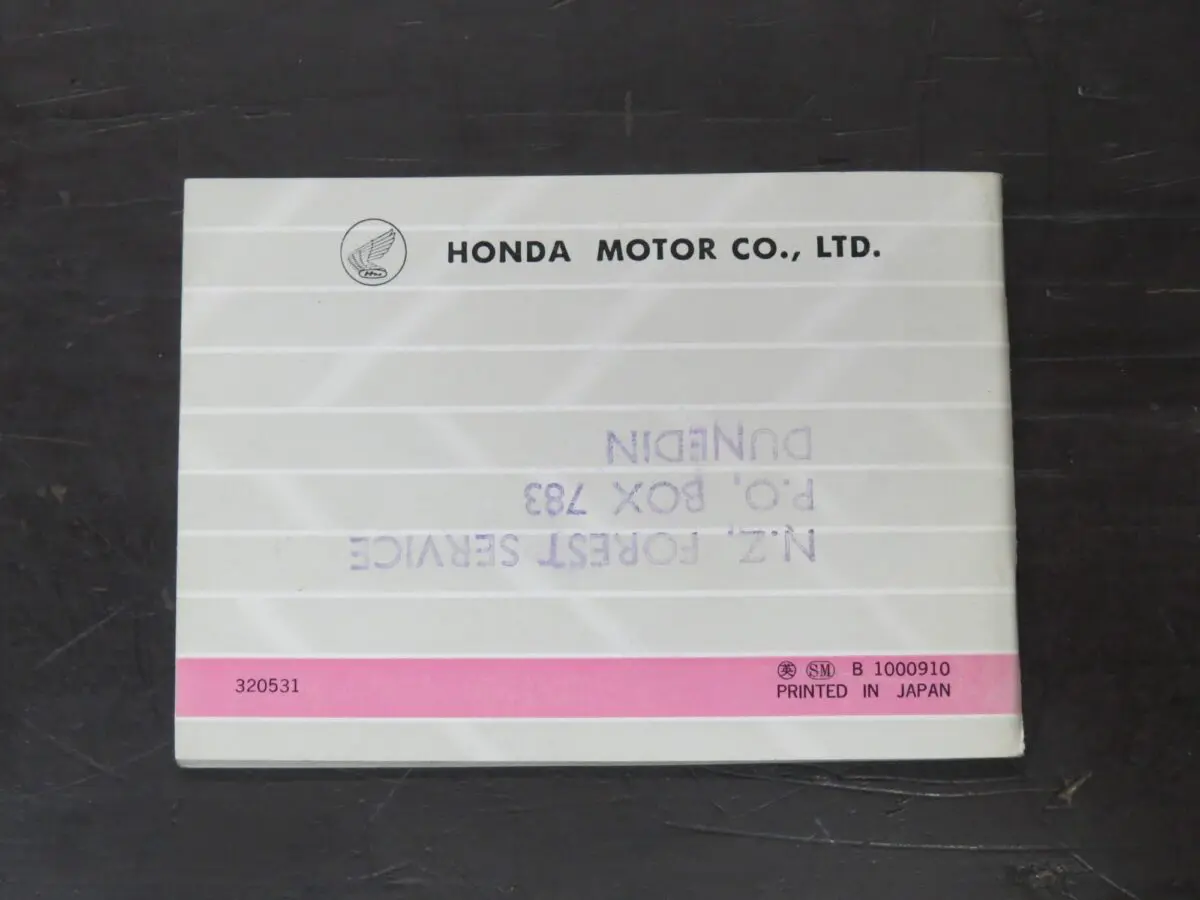 HONDA MOTOR CO., LTD.
N.Z. FOREST SERVICE
P.O. BOX 783
DUNEDIN
320531
英 SM B 1000910
PRINTED IN JAPAN